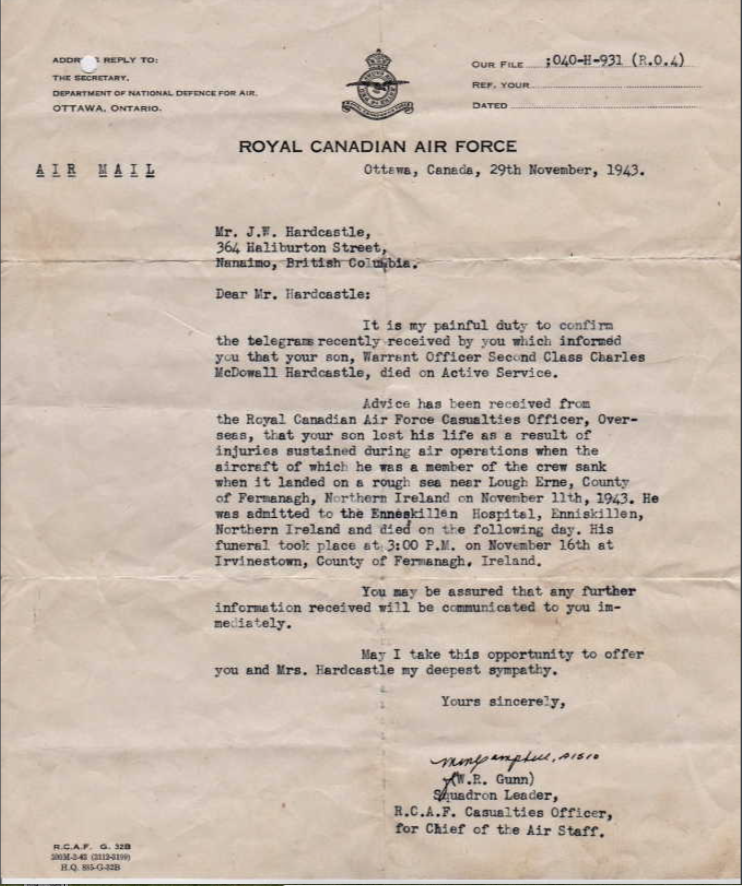 ADDRESS REPLY TO:
THE SECRETARY,
DEPARTMENT OF NATIONAL DEFENCE FOR AIR,
OTTAWA, ONTARIO.
OUR FILE ;040-H-931 (R.O.4)
REF. YOUR
DATED
ROYAL CANADIAN AIR FORCE
AIR MAIL
Ottawa, Canada, 29th November, 1943.
Mr. J.W. Hardcastle,
364 Haliburton Street,
Nanaimo, British Columbia.
Dear Mr. Hardcastle:
It is my painful duty to confirm
the telegram recently received by you which informed
you that your son, Warrant Officer Second Class Charles
McDowall Hardcastle, died on Active Service.
Advice has been received from
the Royal Canadian Air Force Casualties Officer, Over-
seas, that your son lost his life as a result of
injuries sustained during air operations when the
aircraft of which he was a member of the crew sank
when it landed on a rough sea near Lough Erne, County
of Fermanagh, Northern Ireland on November 11th, 1943. He
was admitted to the Enneskillen Hospital, Enniskillen,
Northern Ireland and died on the following day. His
funeral took place at 3:00 P.M. on November 16th at
Irvinestown, County of Fermanagh, Ireland.
You may be assured that any further
information received will be communicated to you im-
mediately.
May I take this opportunity to offer
you and Mrs. Hardcastle my deepest sympathy.
Yours sincerely,
(W.R. Gunn)
Squadron Leader,
R.C.A.F. Casualties Officer,
for Chief of the Air Staff.
R.C.A.F. G. 32B
500M-2-43 (2112-3199)
H.Q. 885-G-32B